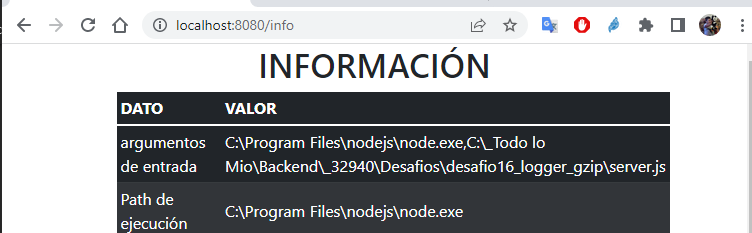 localhost:8080/info
INFORMACIÓN
DATO VALOR
argumentos de entrada C:\Program Files\nodejs\node.exe,C:\_Todo lo
Mio\Backend\_32940\Desafios\desafio16_logger_gzip\server.js
Path de ejecución C:\Program Files\nodejs\node.exe